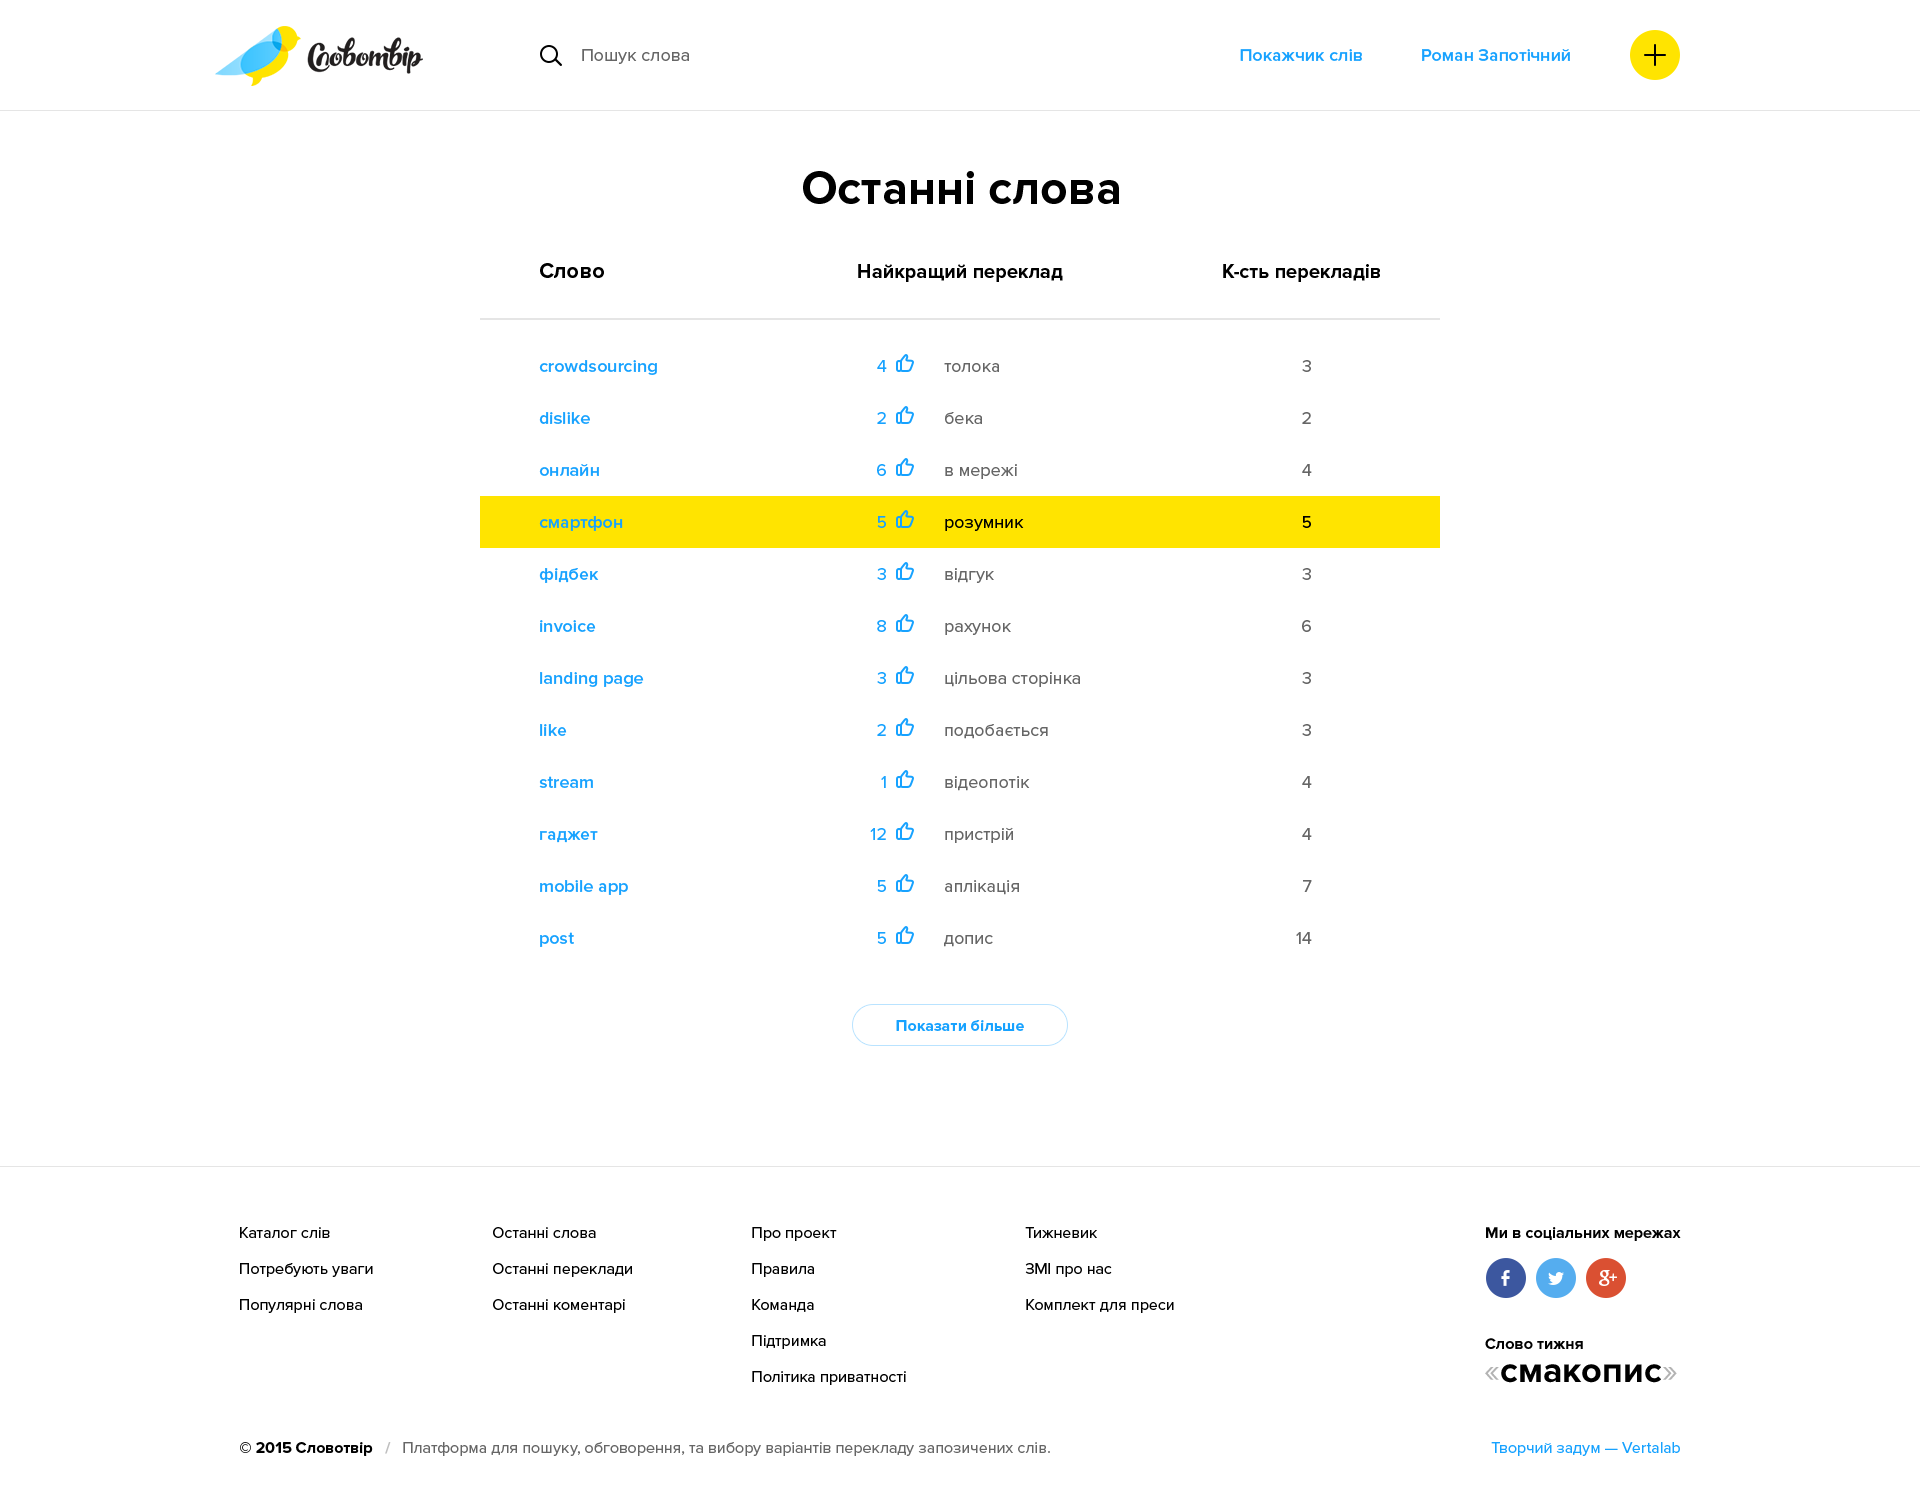 Словотвір
Пошук слова
Покажчик слів
Роман Запотічний
Останні слова
Слово Найкращий переклад К-сть перекладів
crowdsourcing 4 толока 3
dislike 2 бека 2
онлайн 6 в мережі 4
смартфон 5 розумник 5
фідбек 3 відгук 3
invoice 8 рахунок 6
landing page 3 цільова сторінка 3
like 2 подобається 3
stream 1 відеопотік 4
гаджет 12 пристрій 4
mobile app 5 аплікація 7
post 5 допис 14
Показати більше
Каталог слів
Потребують уваги
Популярні слова
Останні слова
Останні переклади
Останні коментарі
Про проект
Правила
Команда
Підтримка
Політика приватності
Тижневик
ЗМІ про нас
Комплект для преси
Ми в соціальних мережах
f g+
Слово тижня
«смакопис»
© 2015 Словотвір / Платформа для пошуку, обговорення, та вибору варіантів перекладу запозичених слів.
Творчий задум — Vertalab